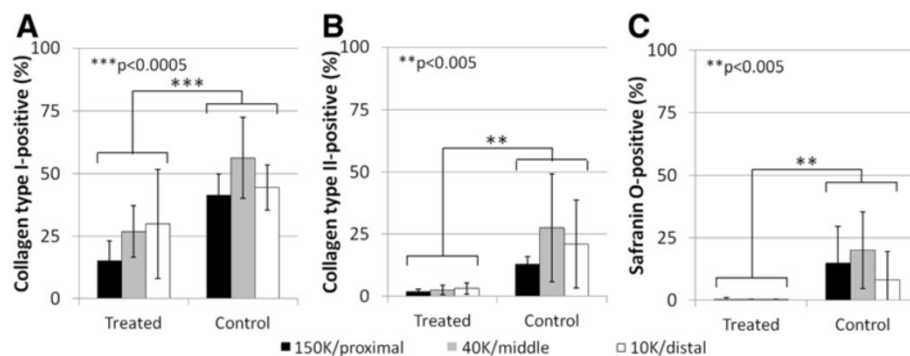 A
Collagen type I-positive (%)
100
75
50
25
0
***p<0.0005
***
Treated
Control
B
Collagen type II-positive (%)
100
75
50
25
0
**p<0.005
**
Treated
Control
C
Safranin O-positive (%)
100
75
50
25
0
**p<0.005
**
Treated
Control
150K/proximal
40K/middle
10K/distal